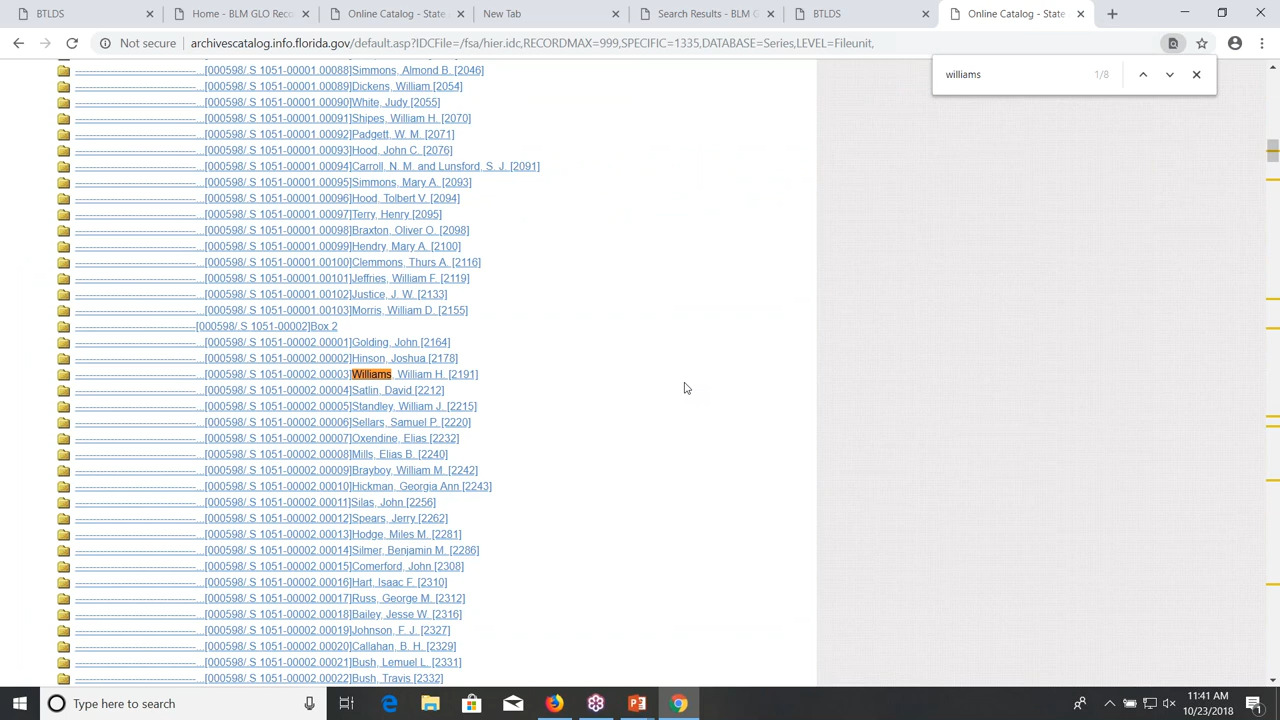 BTLDS
Home - BLM GLO Reco
New Tab
Search Results - BLM G
BTLDS
Online Catalog - State
Not secure archivescatalog.info.florida.gov/default.asp?IDCFile=/fsa/hier.idc,RECORDMAX=999,SPECIFIC=1335,DATABASE=Series,LEVEL=Fileunit,
williams 1/8
...[000598/.S 1051-00001.00088]Simmons, Almond B. [2046]
...[000598/.S 1051-00001.00089]Dickens, William [2054]
...[000598/.S 1051-00001.00090]White, Judy [2055]
...[000598/.S 1051-00001.00091]Shipes, William H. [2070]
...[000598/.S 1051-00001.00092]Padgett, W. M. [2071]
...[000598/.S 1051-00001.00093]Hood, John C. [2076]
...[000598/.S 1051-00001.00094]Carroll, N. M. and Lunsford, S. J. [2091]
...[000598/.S 1051-00001.00095]Simmons, Mary A. [2093]
...[000598/.S 1051-00001.00096]Hood, Tolbert V. [2094]
...[000598/.S 1051-00001.00097]Terry, Henry [2095]
...[000598/.S 1051-00001.00098]Braxton, Oliver O. [2098]
...[000598/.S 1051-00001.00099]Hendry, Mary A. [2100]
...[000598/.S 1051-00001.00100]Clemmons, Thurs A. [2116]
...[000598/.S 1051-00001.00101]Jeffries, William F. [2119]
...[000598/.S 1051-00001.00102]Justice, J. W. [2133]
...[000598/.S 1051-00001.00103]Morris, William D. [2155]
[000598/.S 1051-00002]Box 2
...[000598/.S 1051-00002.00001]Golding, John [2164]
...[000598/.S 1051-00002.00002]Hinson, Joshua [2178]
...[000598/.S 1051-00002.00003]Williams, William H. [2191]
...[000598/.S 1051-00002.00004]Satlin, David [2212]
...[000598/.S 1051-00002.00005]Standley, William J. [2215]
...[000598/.S 1051-00002.00006]Sellars, Samuel P. [2220]
...[000598/.S 1051-00002.00007]Oxendine, Elias [2232]
...[000598/.S 1051-00002.00008]Mills, Elias B. [2240]
...[000598/.S 1051-00002.00009]Brayboy, William M. [2242]
...[000598/.S 1051-00002.00010]Hickman, Georgia Ann [2243]
...[000598/.S 1051-00002.00011]Silas, John [2256]
...[000598/.S 1051-00002.00012]Spears, Jerry [2262]
...[000598/.S 1051-00002.00013]Hodge, Miles M. [2281]
...[000598/.S 1051-00002.00014]Silmer, Benjamin M. [2286]
...[000598/.S 1051-00002.00015]Comerford, John [2308]
...[000598/.S 1051-00002.00016]Hart, Isaac F. [2310]
...[000598/.S 1051-00002.00017]Russ, George M. [2312]
...[000598/.S 1051-00002.00018]Bailey, Jesse W. [2316]
...[000598/.S 1051-00002.00019]Johnson, F. J. [2327]
...[000598/.S 1051-00002.00020]Callahan, B. H. [2329]
...[000598/.S 1051-00002.00021]Bush, Lemuel L. [2331]
...[000598/.S 1051-00002.00022]Bush, Travis [2332]
Type here to search
11:41 AM
10/23/2018